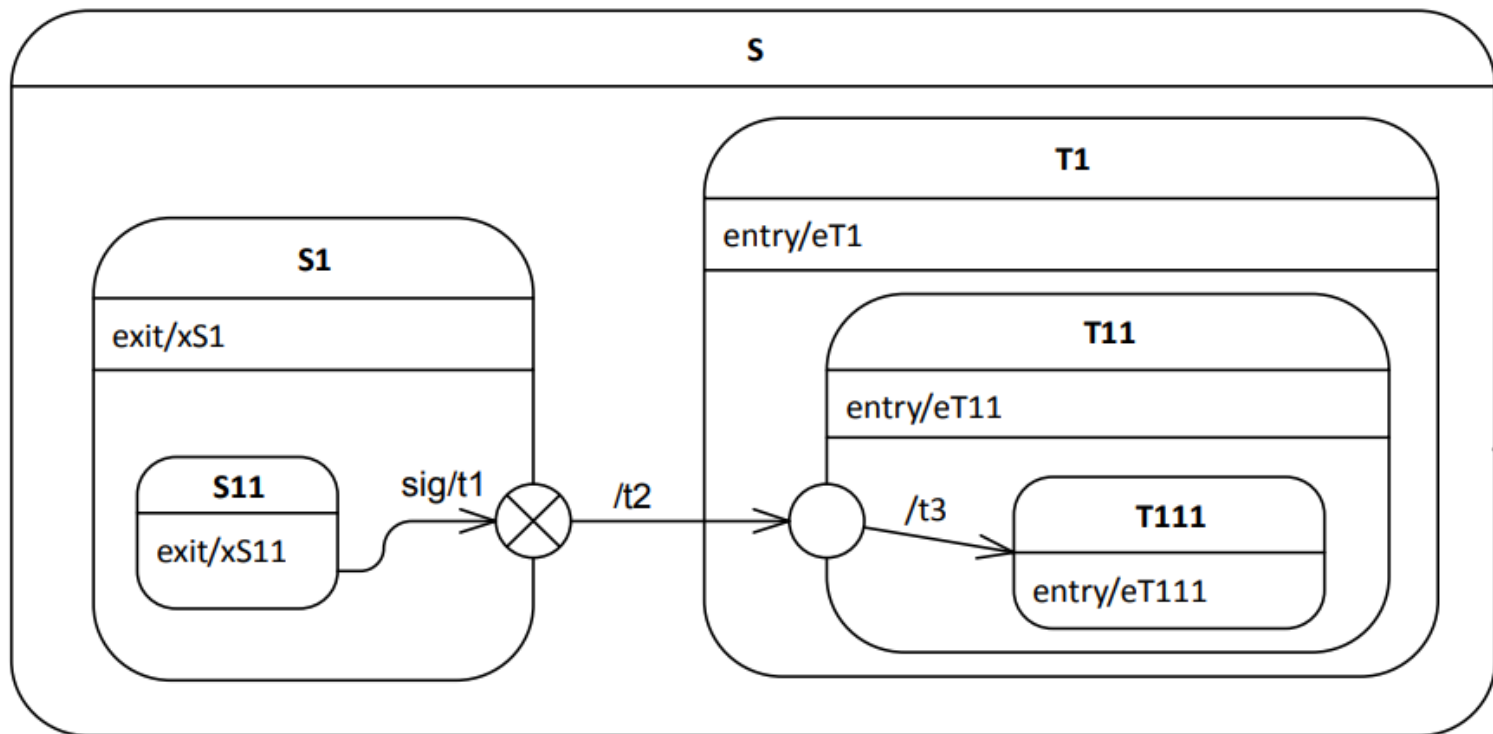 S
T1
entry/eT1
S1
exit/xS1
T11
entry/eT11
S11
exit/xS11
sig/t1
/t2
/t3
T111
entry/eT111